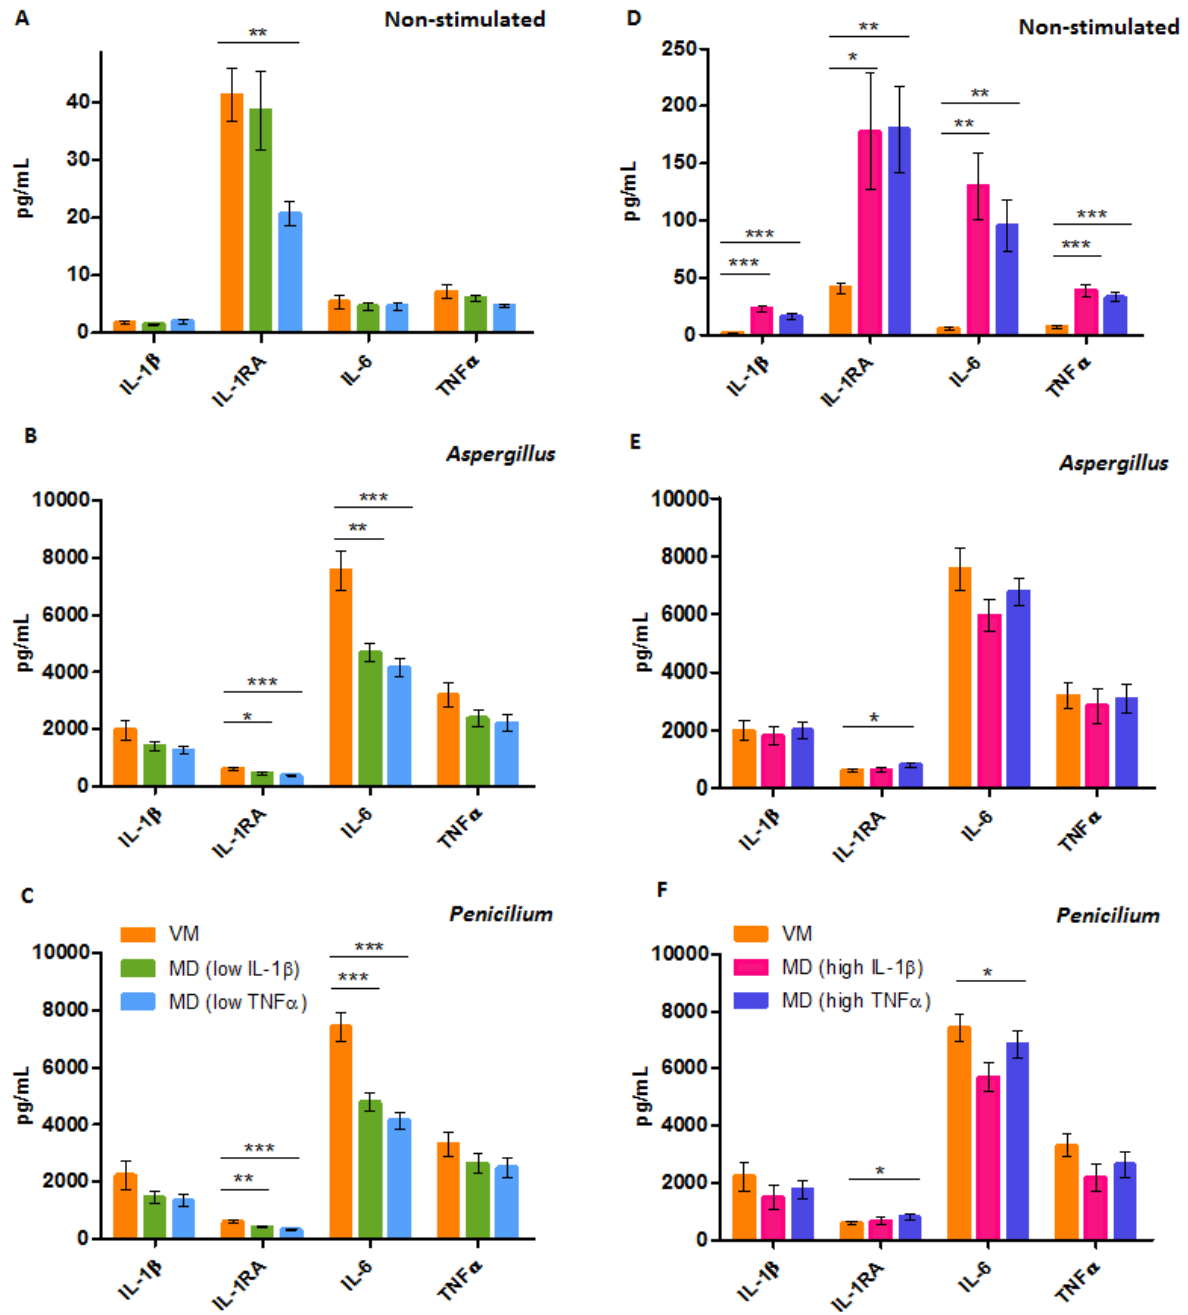 A
Non-stimulated
**
40
30
20
10
0
pg/mL
IL-1β
IL-1RA
IL-6
TNFα
D
Non-stimulated
250
200
150
100
50
0
pg/mL
***
***
**
*
**
**
***
***
IL-1β
IL-1RA
IL-6
TNFα
B
Aspergillus
10000
8000
6000
4000
2000
0
pg/mL
***
*
***
**
IL-1β
IL-1RA
IL-6
TNFα
E
Aspergillus
10000
8000
6000
4000
2000
0
pg/mL
*
IL-1β
IL-1RA
IL-6
TNFα
C
Penicilium
VM
MD (low IL-1β)
MD (low TNFα)
10000
8000
6000
4000
2000
0
pg/mL
***
**
***
***
IL-1β
IL-1RA
IL-6
TNFα
F
Penicilium
VM
MD (high IL-1β)
MD (high TNFα)
10000
8000
6000
4000
2000
0
pg/mL
*
*
IL-1β
IL-1RA
IL-6
TNFα